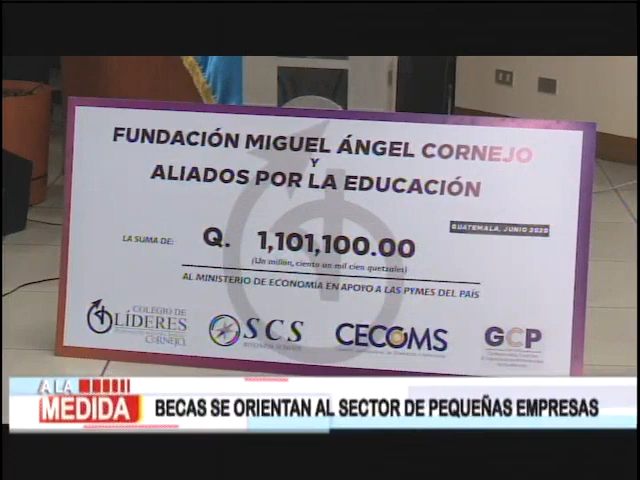 FUNDACIÓN MIGUEL ÁNGEL CORNEJO
Y
ALIADOS POR LA EDUCACIÓN
GUATEMALA, JUNIO 2020
LA SUMA DE: Q. 1,101,100.00
(Un millón, ciento un mil cien quetzales)
AL MINISTERIO DE ECONOMIA EN APOYO A LAS PYMES DEL PAÍS
COLEGIO DE
LÍDERES
CORNEJO
SCS
CECOMS
GCP
A LA
MEDIDA
BECAS SE ORIENTAN AL SECTOR DE PEQUEÑAS EMPRESAS